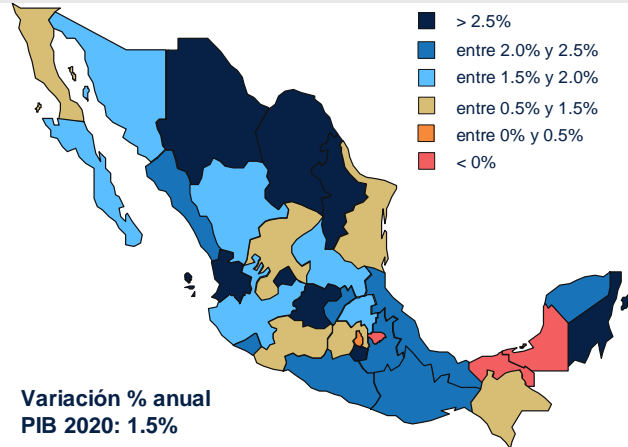 > 2.5%
entre 2.0% y 2.5%
entre 1.5% y 2.0%
entre 0.5% y 1.5%
entre 0% y 0.5%
< 0%
Variación % anual
PIB 2020: 1.5%